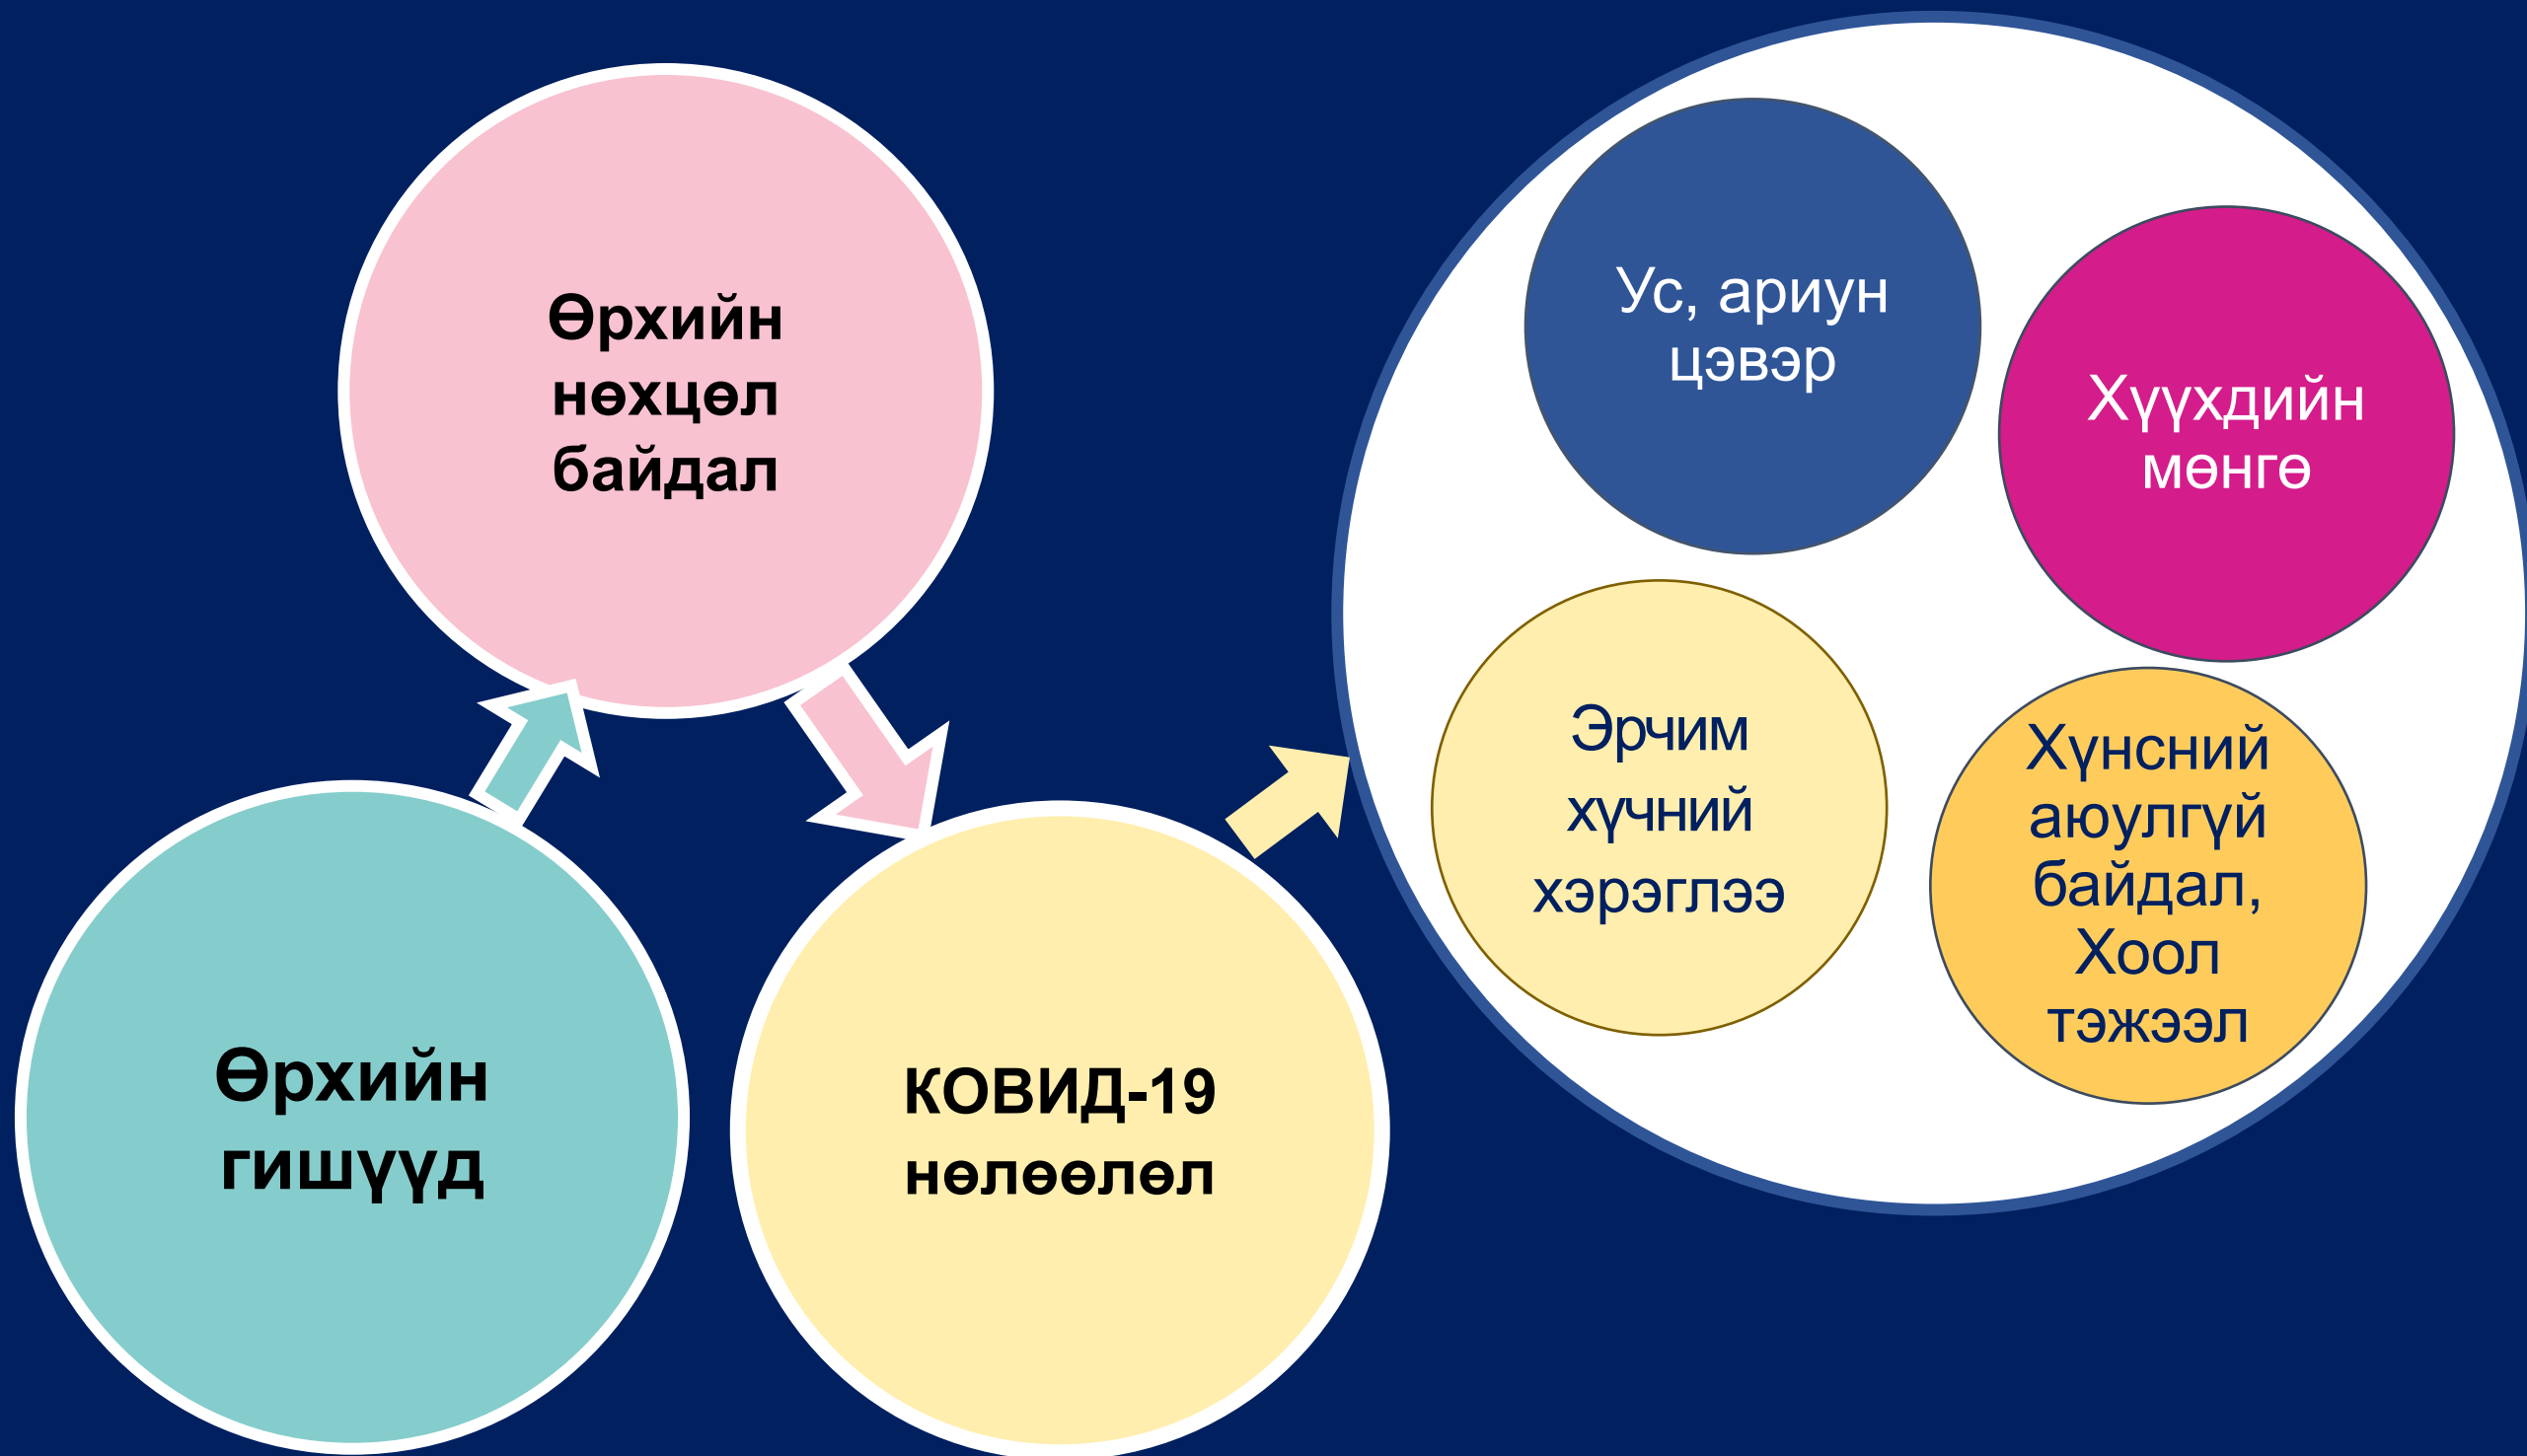 Өрхийн
нөхцөл
байдал
Өрхийн
гишүүд
КОВИД-19
нөлөөлөл
Ус, ариун
цэвэр
Хүүхдийн
мөнгө
Эрчим
хүчний
хэрэглээ
Хүнсний
аюулгүй
байдал,
Хоол
тэжээл